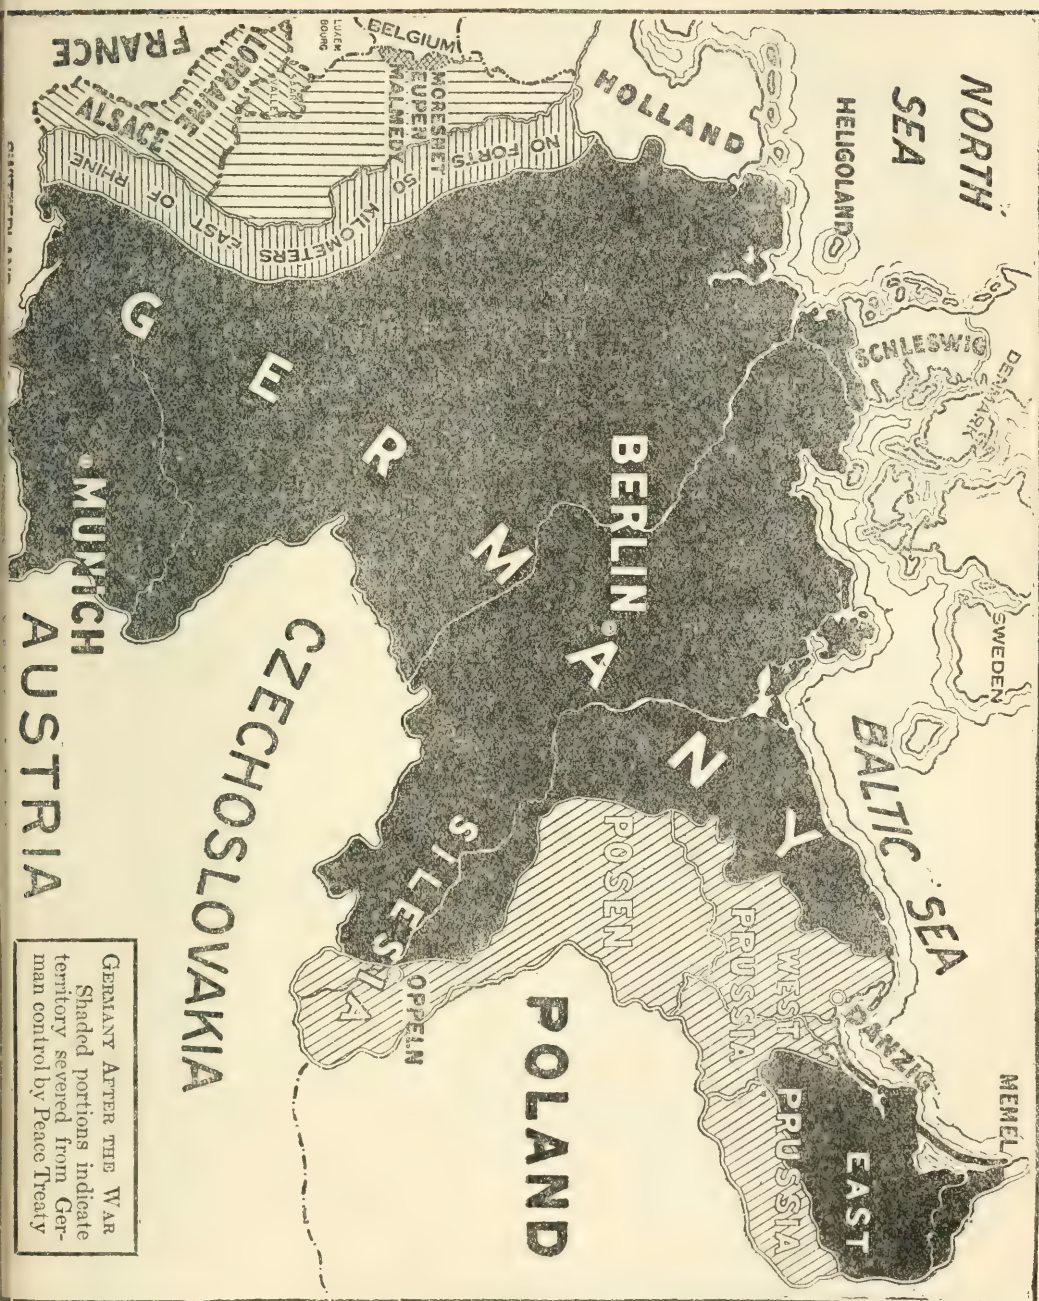 NORTH
SEA
HELIGOLAND
HOLLAND
BELGIUM
LUXEM
BOURG
MORESNET
EUPEN
MALMEDY
FRANCE
LORRAINE
ALSACE
NO FORTS
50
KILOMETERS
EAST
OF
RHINE
SCHLESWIG
DENMARK
SWEDEN
BALTIC SEA
GERMANY
BERLIN
MUNICH
AUSTRIA
CZECHOSLOVAKIA
SILESIA
OPPELN
POSEN
WEST
PRUSSIA
DANZIG
MEMEL
EAST
PRUSSIA
POLAND
GERMANY AFTER THE WAR
Shaded portions indicate
territory severed from Ger-
man control by Peace Treaty